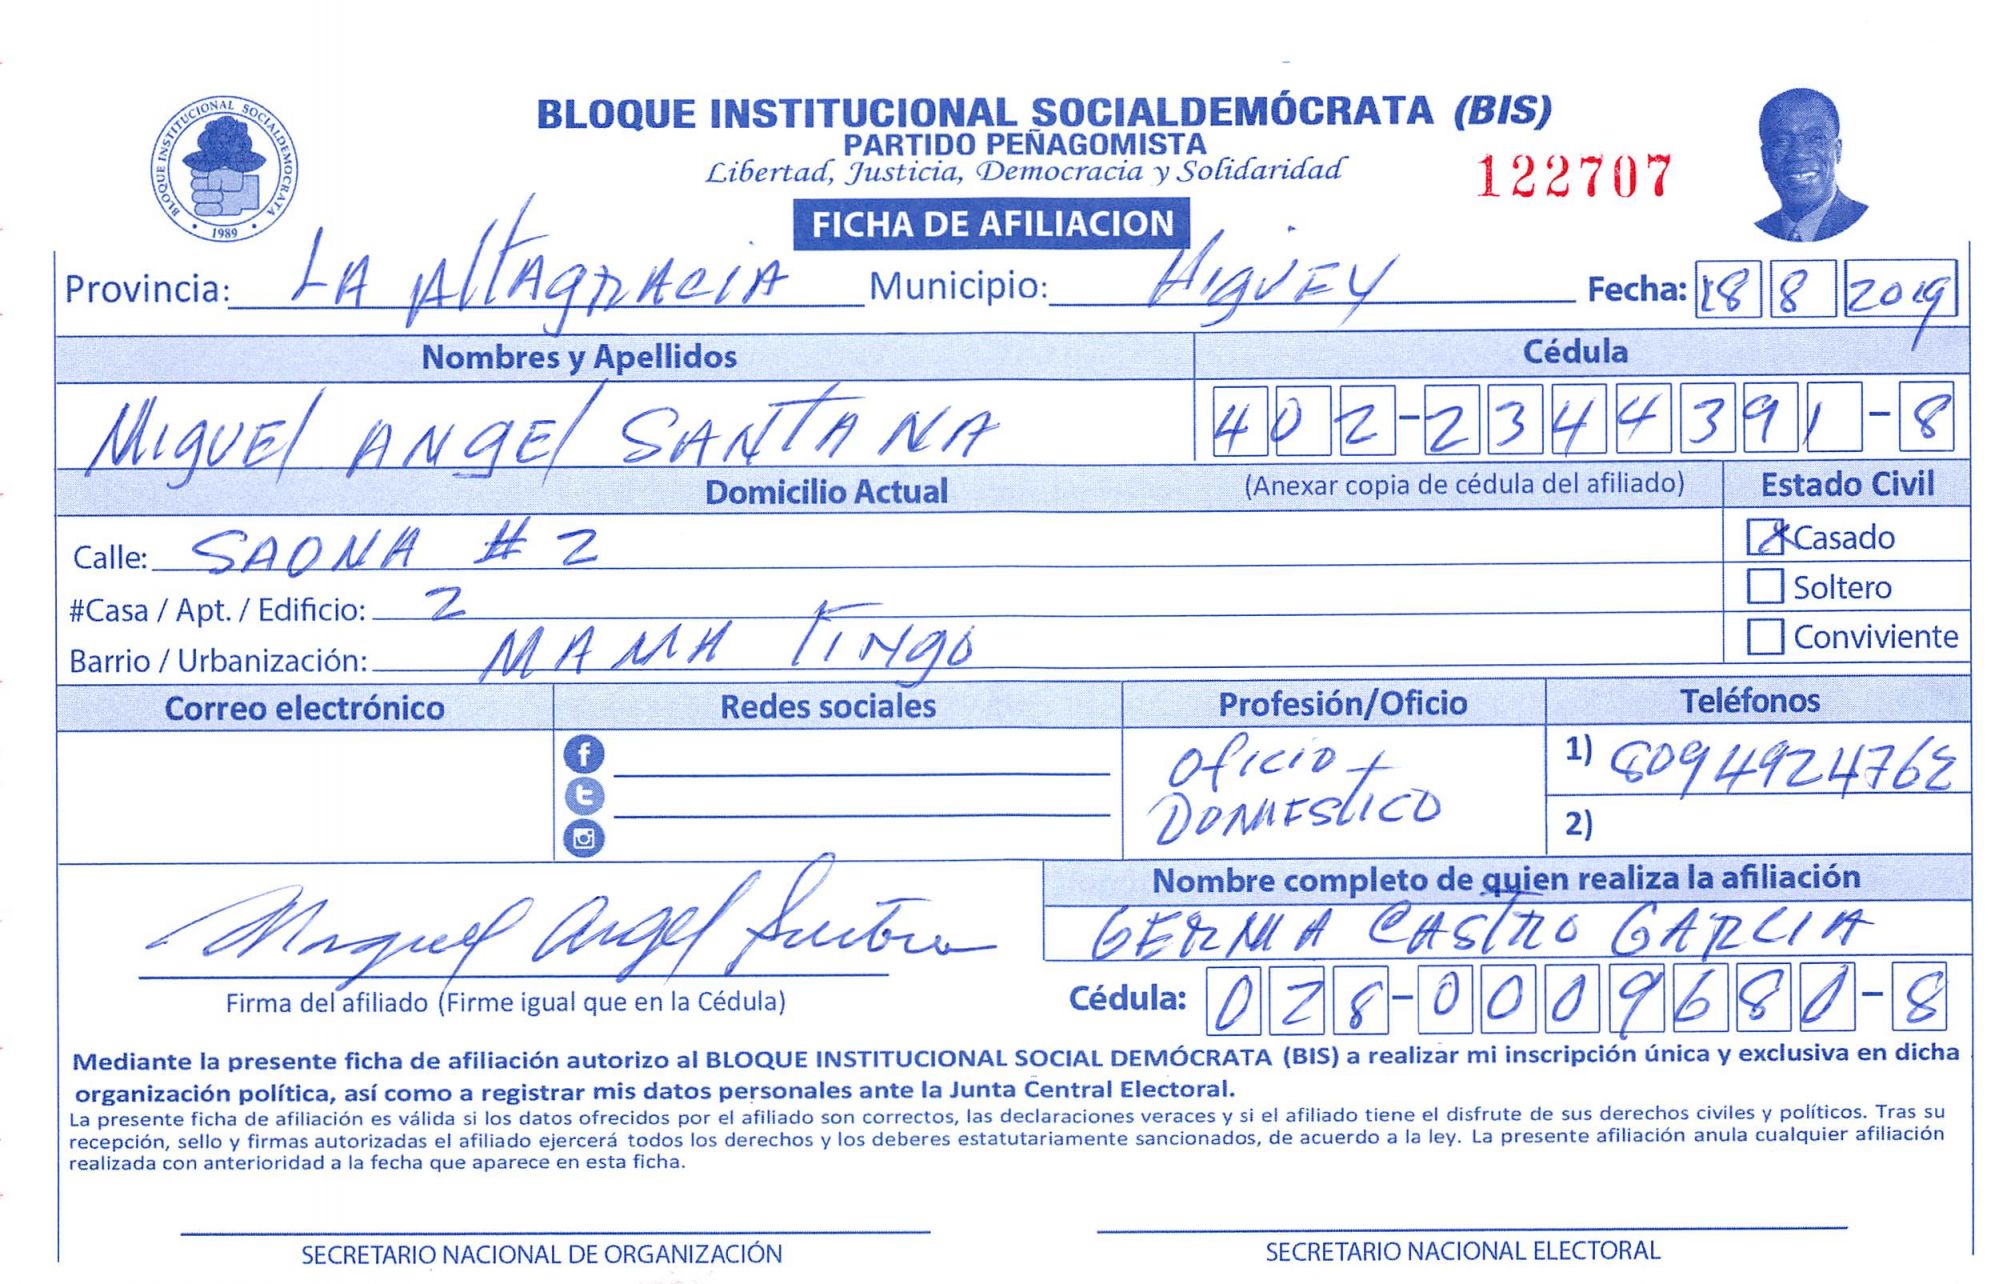 BLOQUE INSTITUCIONAL SOCIALDEMOCRATA
1989
BLOQUE INSTITUCIONAL SOCIALDEMÓCRATA (BIS)
PARTIDO PEÑAGOMISTA
Libertad, Justicia, Democracia y Solidaridad
122707
FICHA DE AFILIACION
Provincia: LA AltAgRAciA Municipio: HigUEY Fecha: 18 8 2019
Nombres y Apellidos Cédula
MigUEl ANgEl SANTANA 402-2344391-8
Domicilio Actual (Anexar copia de cédula del afiliado) Estado Civil
Calle: SAONA # 2 Casado
#Casa / Apt. / Edificio: 2 Soltero
Barrio / Urbanización: MAMA TiNgo Conviviente
Correo electrónico Redes sociales Profesión/Oficio Teléfonos
Oficio 1)
DOMESTICO 2)
Nombre completo de quien realiza la afiliación
CASTRO GARCIA
Miguel Angel Santana
Firma del afiliado (Firme igual que en la Cédula) Cédula: 028-0009680-8
Mediante la presente ficha de afiliación autorizo al BLOQUE INSTITUCIONAL SOCIAL DEMÓCRATA (BIS) a realizar mi inscripción única y exclusiva en dicha
organización política, así como a registrar mis datos personales ante la Junta Central Electoral.
La presente ficha de afiliación es válida si los datos ofrecidos por el afiliado son correctos, las declaraciones veraces y si el afiliado tiene el disfrute de sus derechos civiles y políticos. Tras su
recepción, sello y firmas autorizadas el afiliado ejercerá todos los derechos y los deberes estatutariamente sancionados, de acuerdo a la ley. La presente afiliación anula cualquier afiliación
realizada con anterioridad a la fecha que aparece en esta ficha.
SECRETARIO NACIONAL DE ORGANIZACIÓN SECRETARIO NACIONAL ELECTORAL